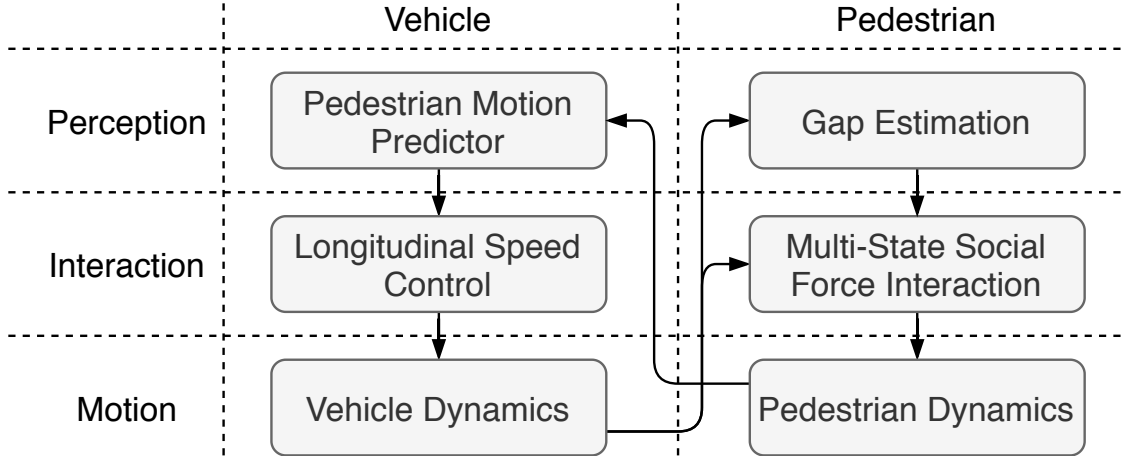 Vehicle
Pedestrian
Perception
Pedestrian Motion
Predictor
Gap Estimation
Interaction
Longitudinal Speed
Control
Multi-State Social
Force Interaction
Motion
Vehicle Dynamics
Pedestrian Dynamics